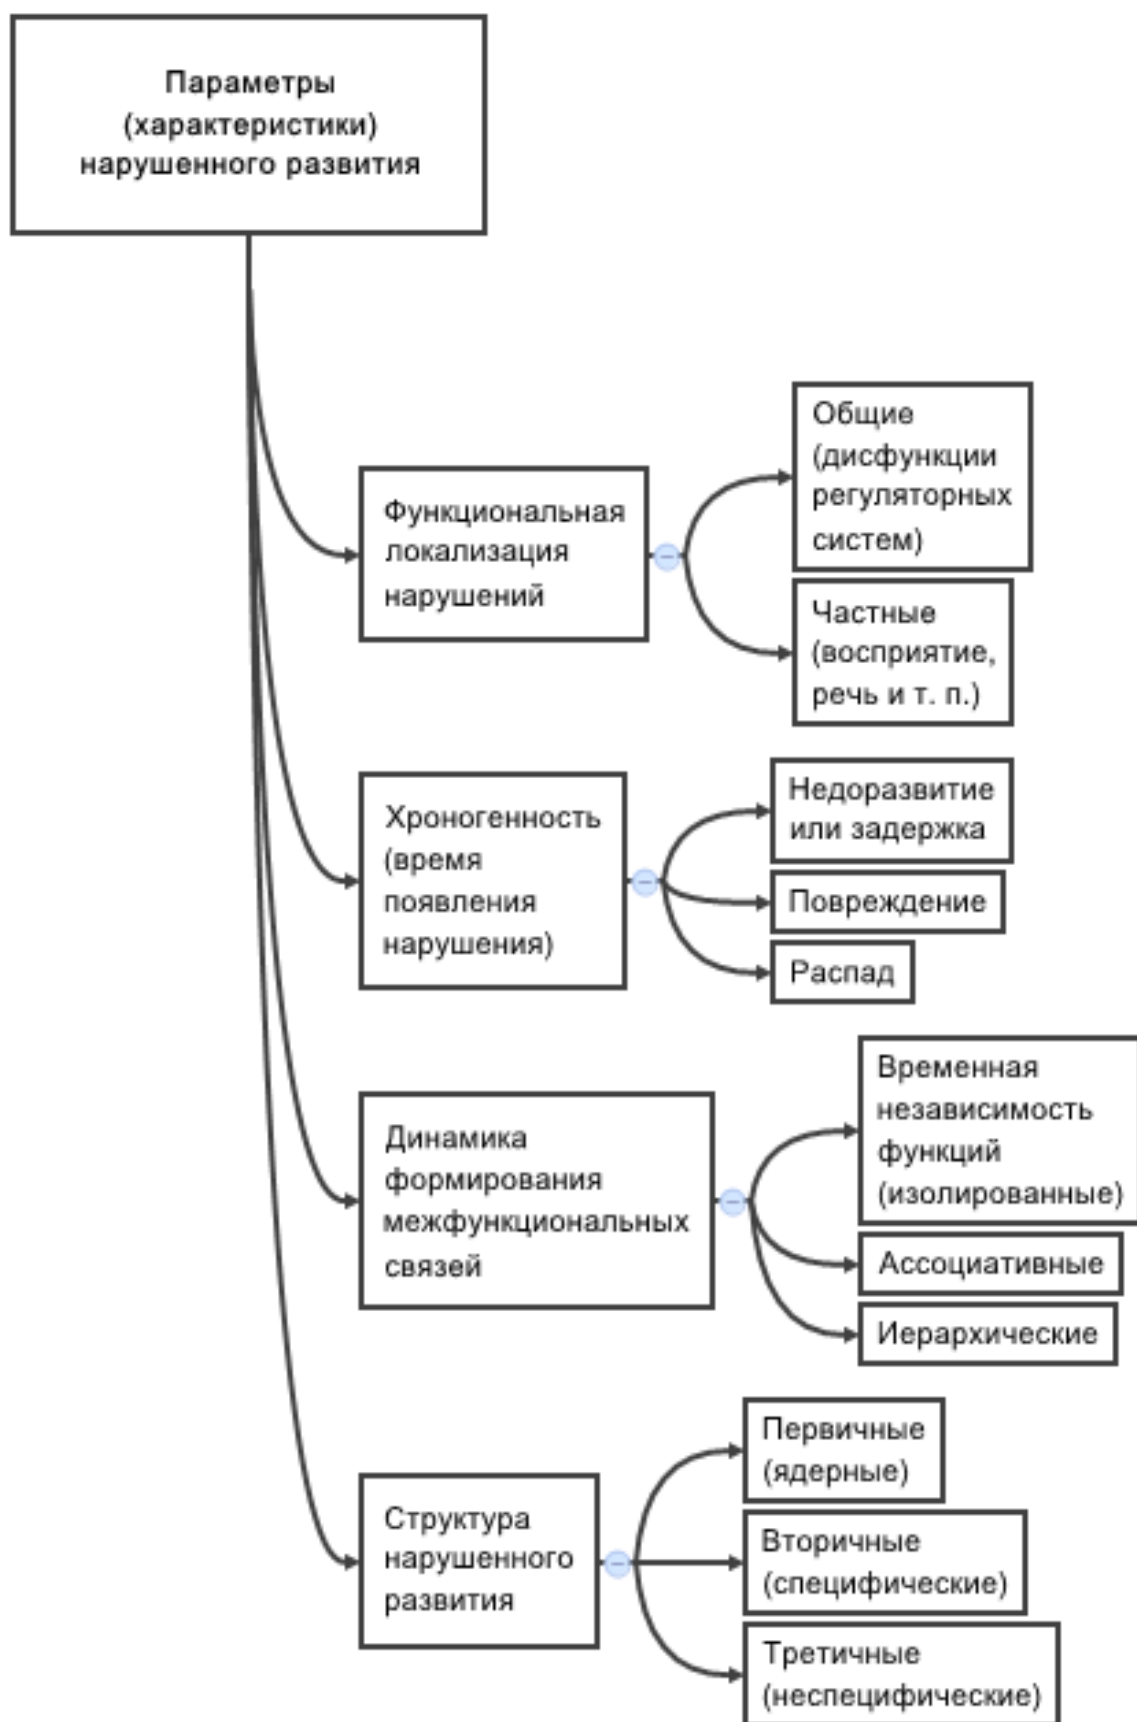 Параметры
(характеристики)
нарушенного развития
Функциональная
локализация
нарушений
Общие
(дисфункции
регуляторных
систем)
Частные
(восприятие,
речь и т. п.)
Хроногенность
(время
появления
нарушения)
Недоразвитие
или задержка
Повреждение
Распад
Динамика
формирования
межфункциональных
связей
Временная
независимость
функций
(изолированные)
Ассоциативные
Иерархические
Структура
нарушенного
развития
Первичные
(ядерные)
Вторичные
(специфические)
Третичные
(неспецифические)